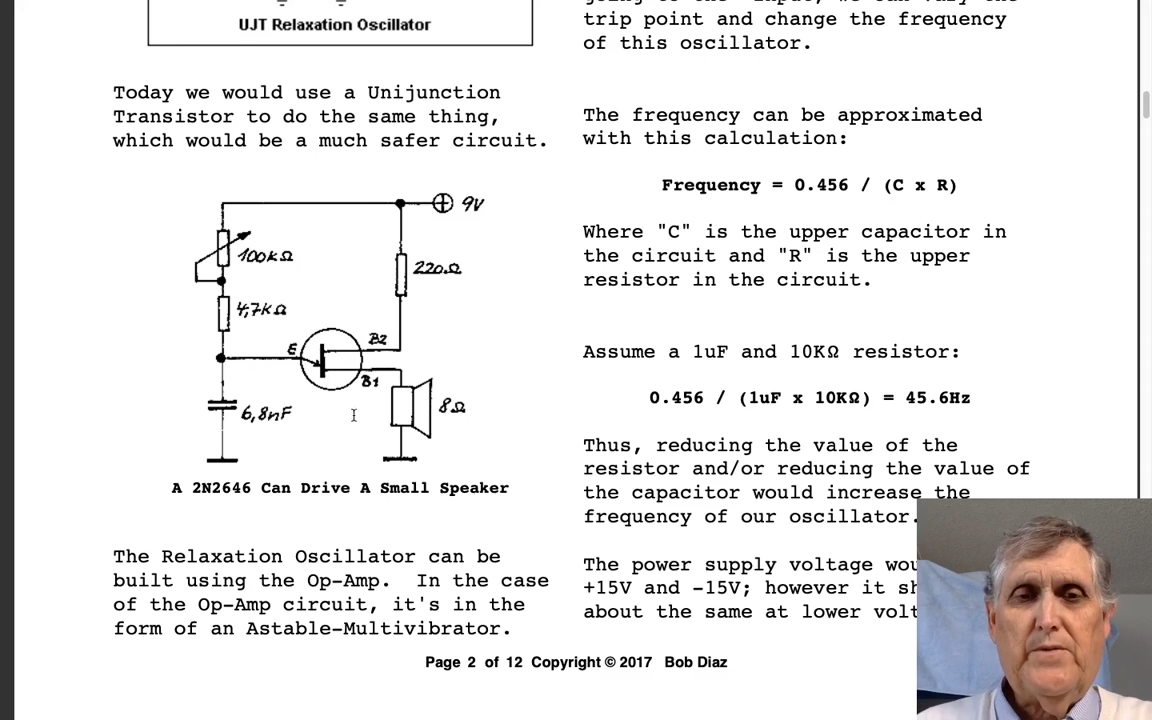 UJT Relaxation Oscillator
Today we would use a Unijunction
Transistor to do the same thing,
which would be a much safer circuit.
9V
100KΩ
220Ω
4,7KΩ
E
B2
B1
6,8nF
8Ω
A 2N2646 Can Drive A Small Speaker
The Relaxation Oscillator can be
built using the Op-Amp. In the case
of the Op-Amp circuit, it's in the
form of an Astable-Multivibrator.
trip point and change the frequency
of this oscillator.
The frequency can be approximated
with this calculation:
Frequency = 0.456 / (C x R)
Where "C" is the upper capacitor in
the circuit and "R" is the upper
resistor in the circuit.
Assume a 1uF and 10KΩ resistor:
0.456 / (1uF x 10KΩ) = 45.6Hz
Thus, reducing the value of the
resistor and/or reducing the value of
the capacitor would increase the
frequency of our oscillator.
The power supply voltage wou
+15V and -15V; however it sh
about the same at lower volt
Page 2 of 12 Copyright © 2017 Bob Diaz